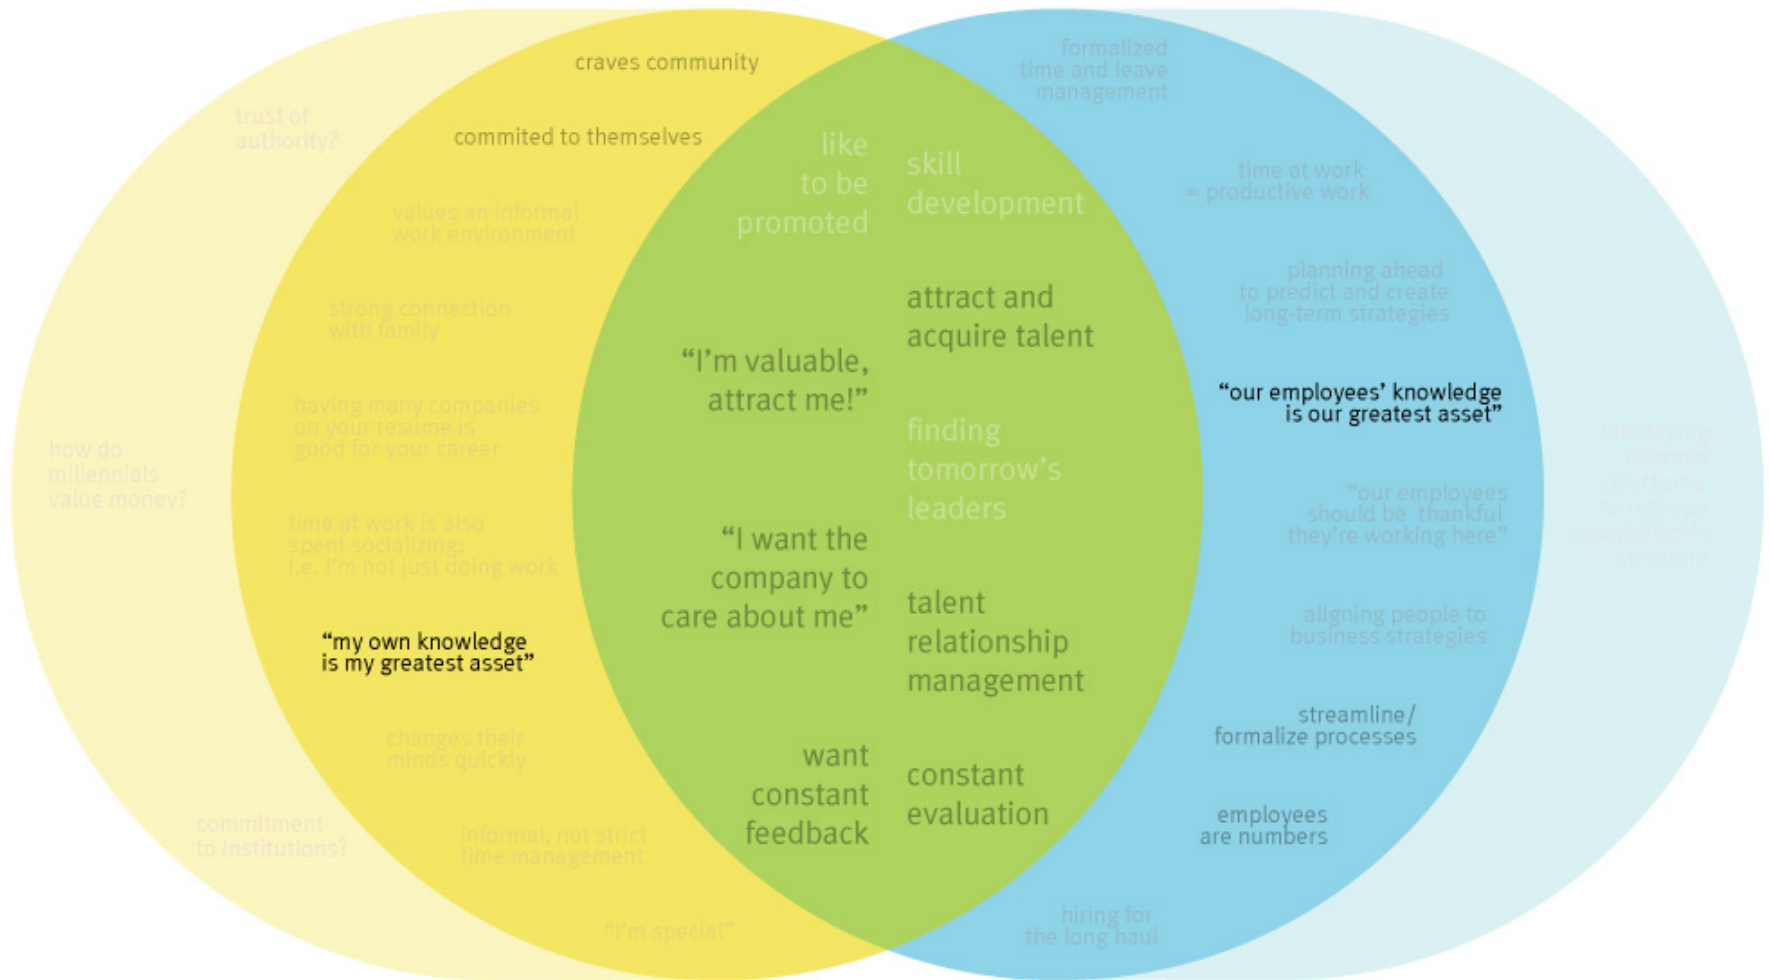 trust of
authority?
how do
millennials
value money?
commitment
to institutions?
craves community
commited to themselves
values an informal
work environment
strong connection
with family
having many companies
on your resume is
good for your career
time at work is also
spent socializing;
i.e. I'm not just doing work
“my own knowledge
is my greatest asset”
changes their
minds quickly
informal, not strict
time management
“I'm special”
like
to be
promoted
“I’m valuable,
attract me!”
“I want the
company to
care about me”
want
constant
feedback
skill
development
attract and
acquire talent
finding
tomorrow’s
leaders
talent
relationship
management
constant
evaluation
formalized
time and leave
management
time at work
= productive work
planning ahead
to predict and create
long-term strategies
“our employees’ knowledge
is our greatest asset”
“our employees
should be thankful
they’re working here”
aligning people to
business strategies
streamline/
formalize processes
employees
are numbers
hiring for
the long haul
identifying
informal
structures
to reshape
organization's
structure